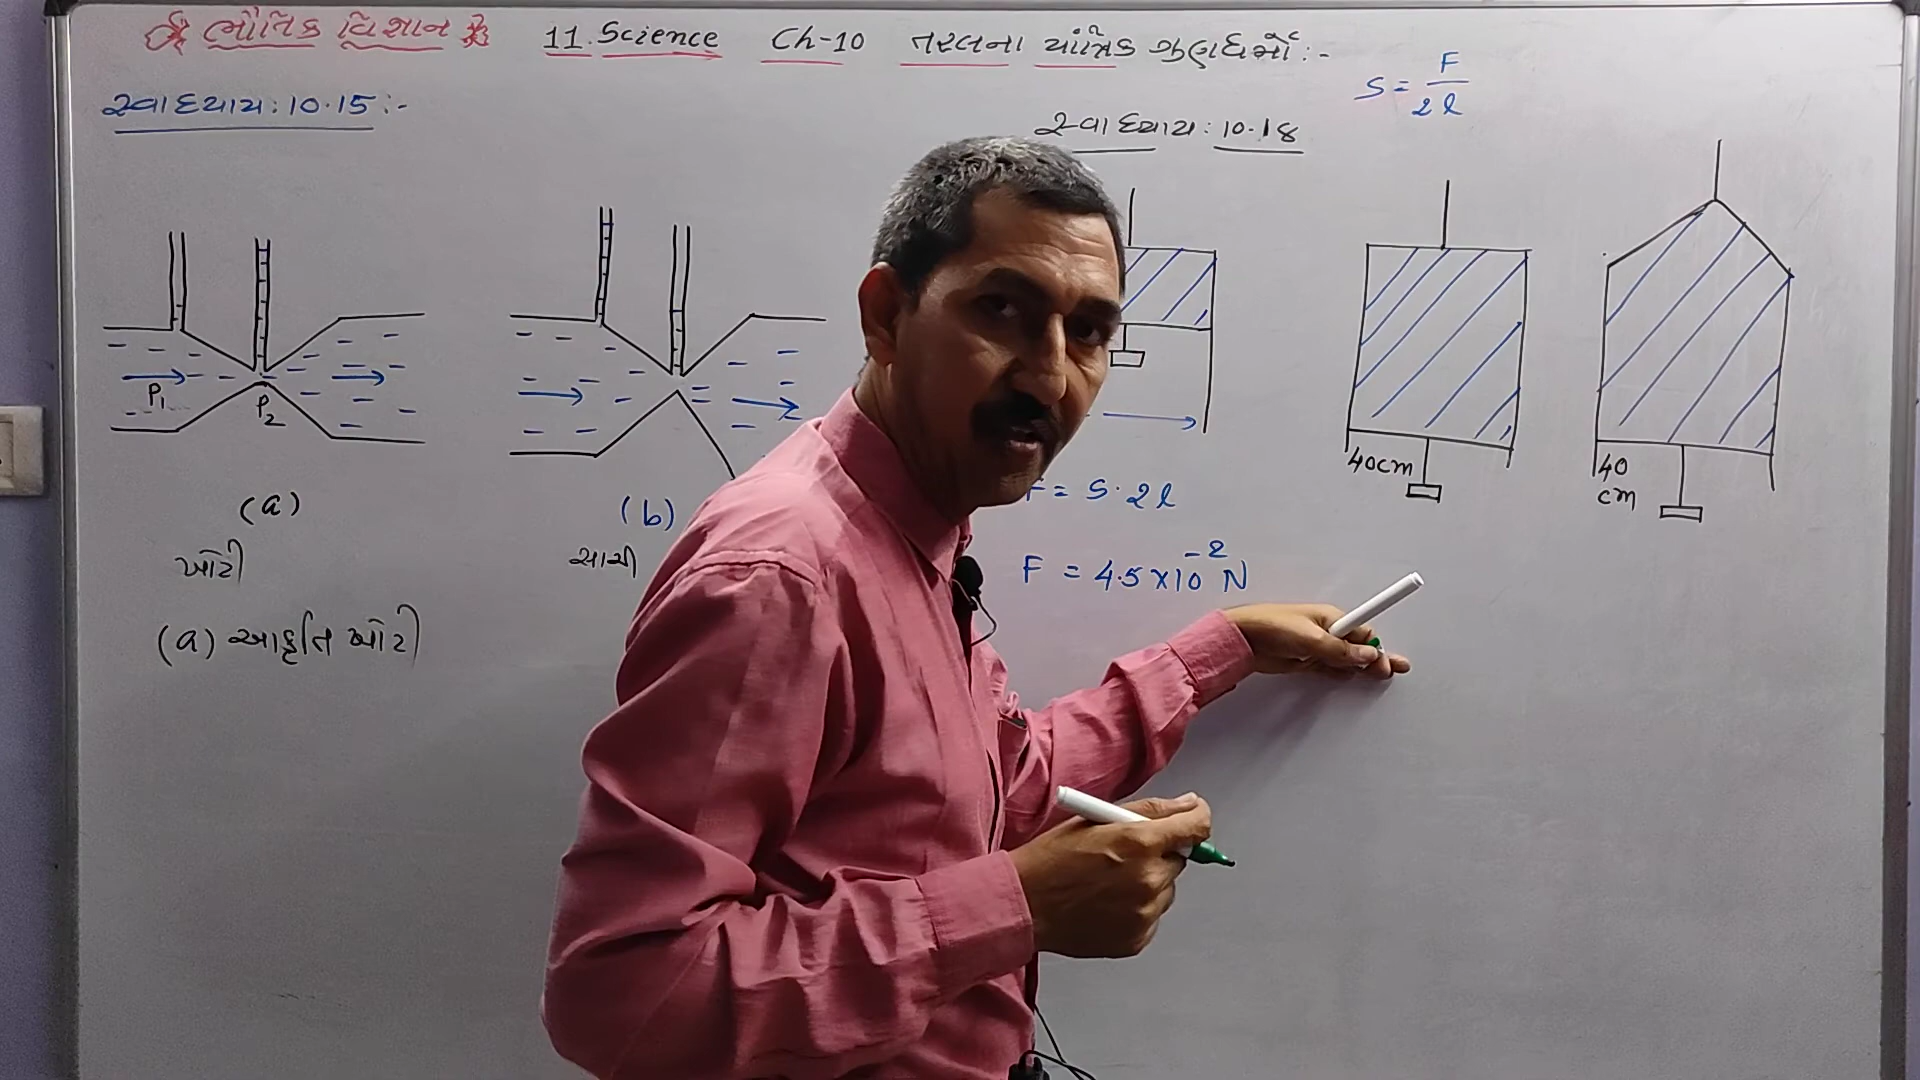 ભૌતિક વિજ્ઞાન 11. Science Ch-10 તરલના યાંત્રિક ગુણધર્મો :-
સ્વાધ્યાય : 10.15 :-
સ્વાધ્યાય : 10.18
S = F / 2l
P1
P2
(a)
(b)
ખોટી
સાચી
(a) આકૃતિ ખોટી
F = S · 2l
F = 4.5 × 10⁻² N
40cm
40
cm